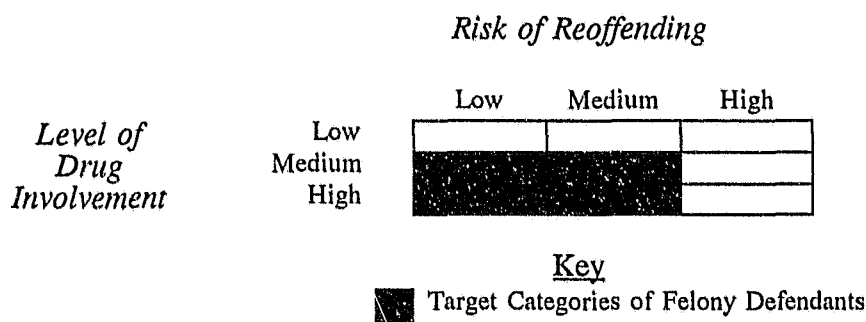 Risk of Reoffending
Low Medium High
Level of
Drug
Involvement
Low
Medium
High
Key
Target Categories of Felony Defendants